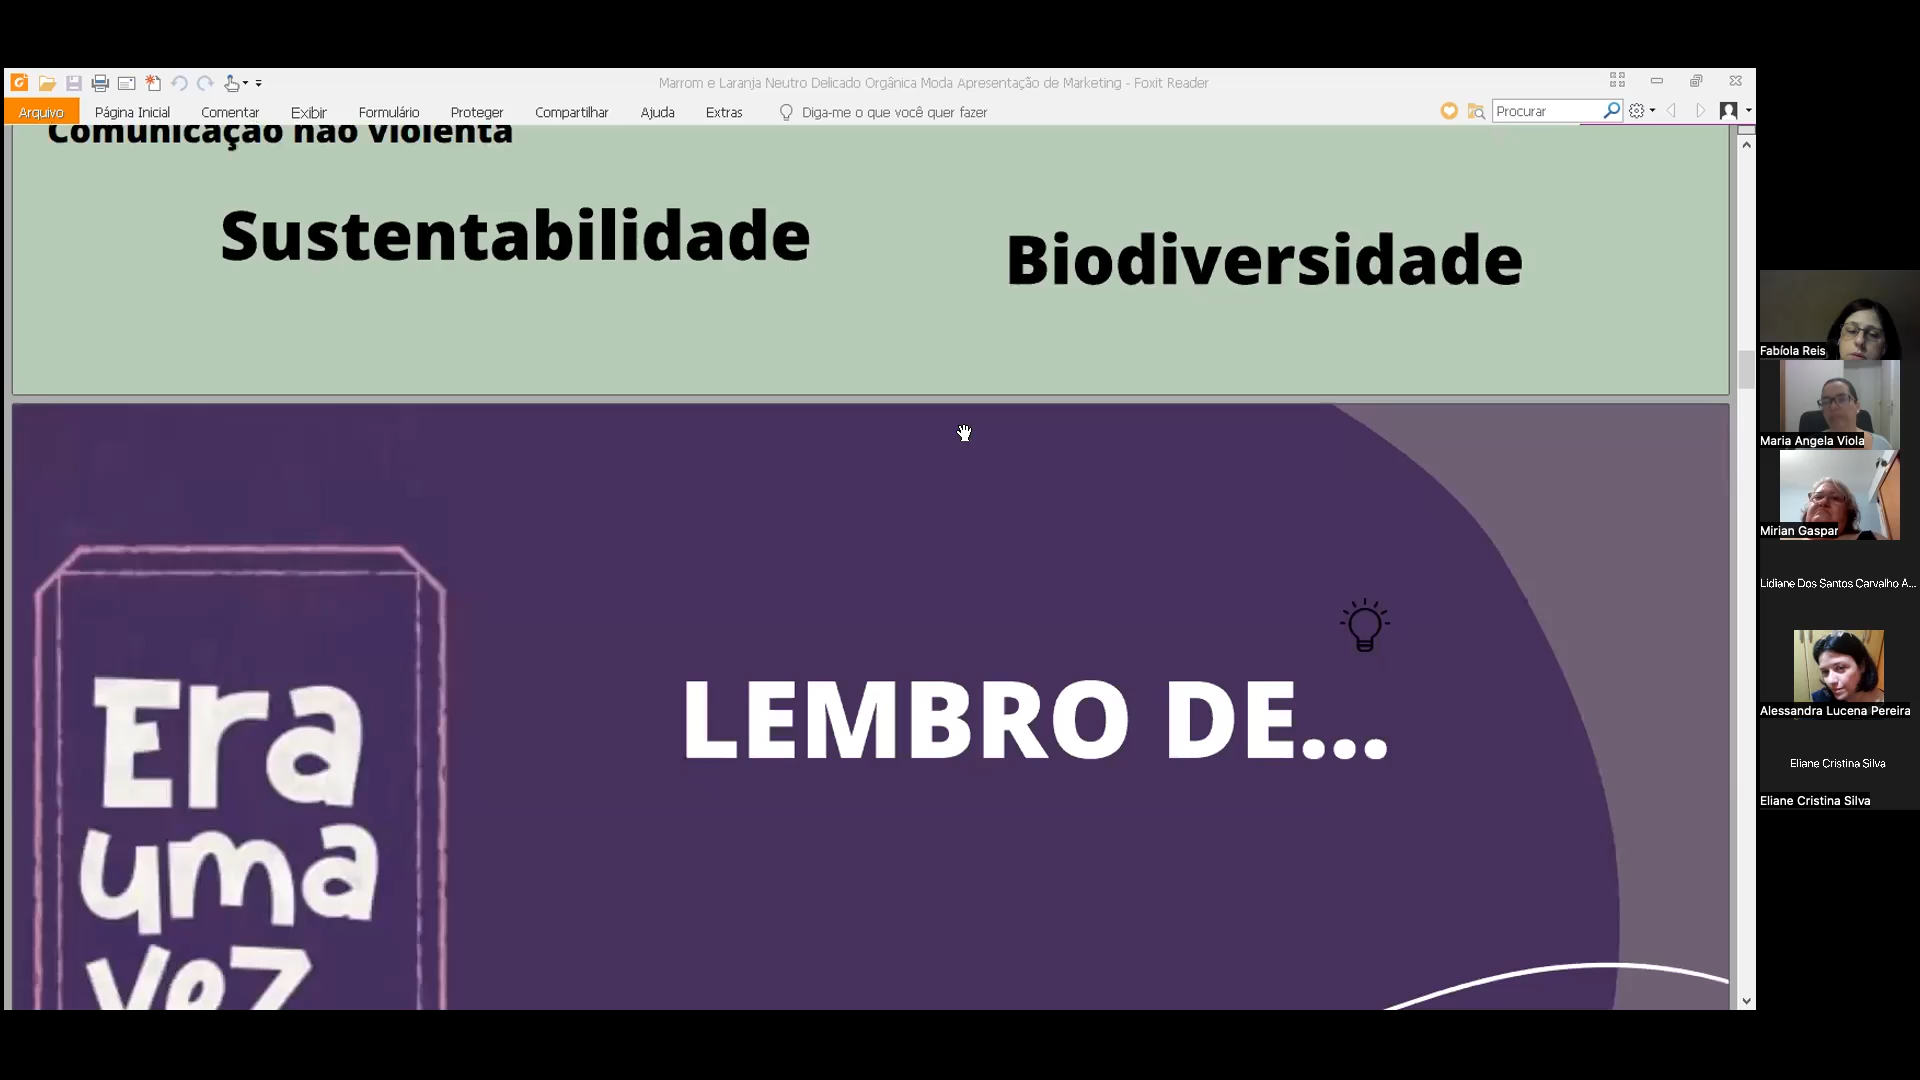 Marrom e Laranja Neutro Delicado Orgânica Moda Apresentação de Marketing - Foxit Reader
Arquivo Página Inicial Comentar Exibir Formulário Proteger Compartilhar Ajuda Extras Diga-me o que você quer fazer Procurar
Comunicação não violenta
Sustentabilidade
Biodiversidade
LEMBRO DE...
Era
uma
vez
Fabíola Reis
Maria Angela Viola
Mirian Gaspar
Lidiane Dos Santos Carvalho A...
Alessandra Lucena Pereira
Eliane Cristina Silva
Eliane Cristina Silva